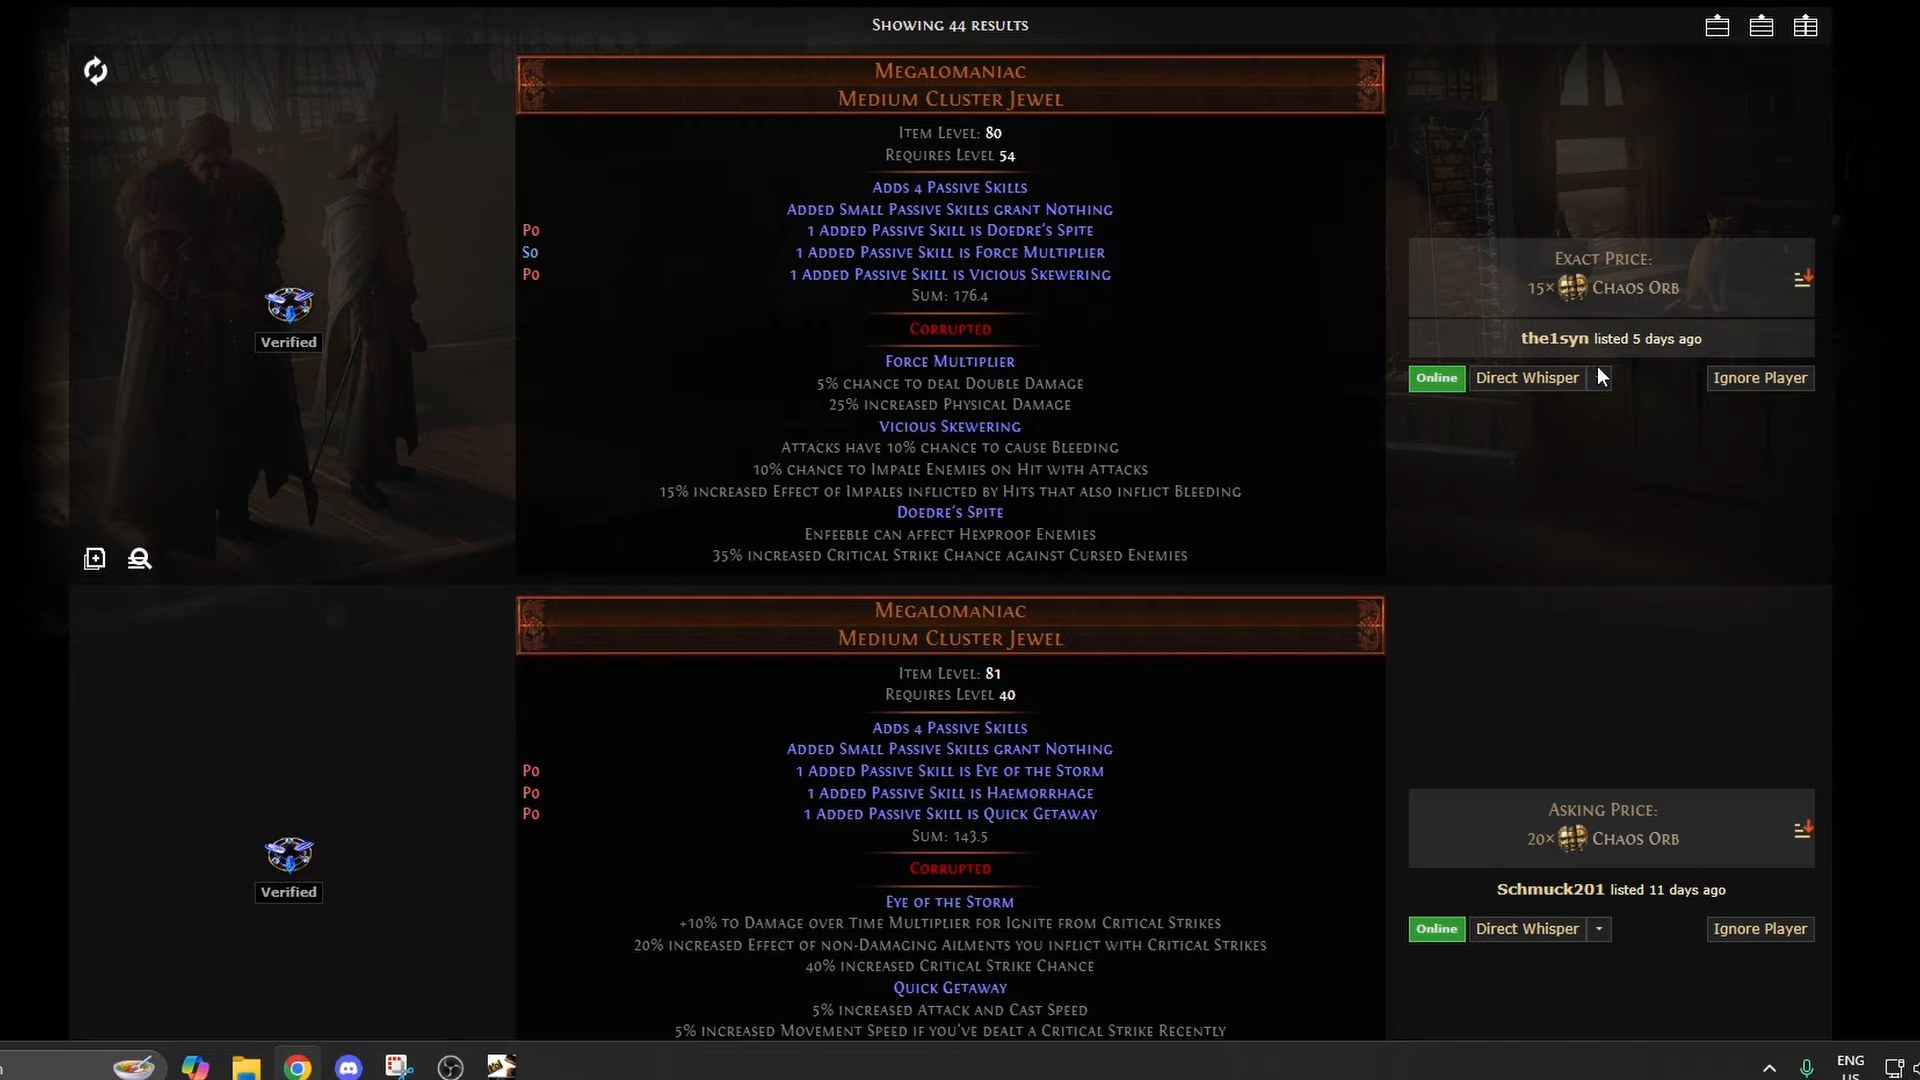 Showing 44 results
Megalomaniac
Medium Cluster Jewel
Item Level: 80
Requires Level 54
Adds 4 Passive Skills
Added Small Passive Skills grant Nothing
Po 1 Added Passive Skill is Doedre's Spite
So 1 Added Passive Skill is Force Multiplier
Po 1 Added Passive Skill is Vicious Skewering
Sum: 176.4
Corrupted
Force Multiplier
5% chance to deal Double Damage
25% increased Physical Damage
Vicious Skewering
Attacks have 10% chance to cause Bleeding
10% chance to Impale Enemies on Hit with Attacks
15% increased Effect of Impales inflicted by Hits that also inflict Bleeding
Doedre's Spite
Enfeeble can affect Hexproof Enemies
35% increased Critical Strike Chance against Cursed Enemies
Verified
Exact Price:
15× Chaos Orb
the1syn listed 5 days ago
Online Direct Whisper Ignore Player
Megalomaniac
Medium Cluster Jewel
Item Level: 81
Requires Level 40
Adds 4 Passive Skills
Added Small Passive Skills grant Nothing
Po 1 Added Passive Skill is Eye of the Storm
Po 1 Added Passive Skill is Haemorrhage
Po 1 Added Passive Skill is Quick Getaway
Sum: 143.5
Corrupted
Eye of the Storm
+10% to Damage over Time Multiplier for Ignite from Critical Strikes
20% increased Effect of non-Damaging Ailments you inflict with Critical Strikes
40% increased Critical Strike Chance
Quick Getaway
5% increased Attack and Cast Speed
5% increased Movement Speed if you've dealt a Critical Strike Recently
Verified
Asking Price:
20× Chaos Orb
Schmuck201 listed 11 days ago
Online Direct Whisper Ignore Player
ENG